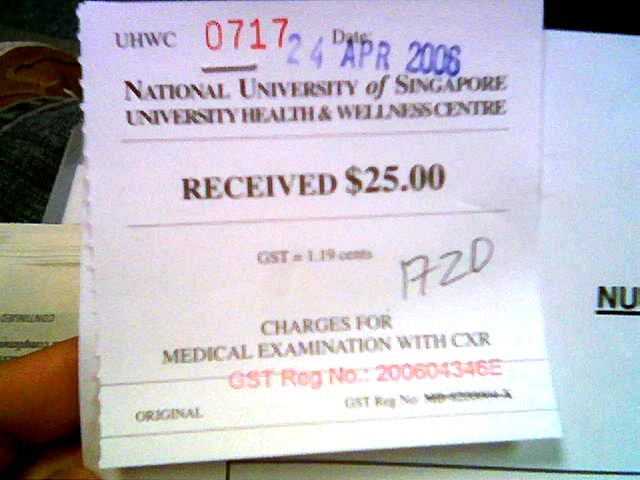 UHWC 0717 Date:
24 APR 2006
NATIONAL UNIVERSITY of SINGAPORE
UNIVERSITY HEALTH & WELLNESS CENTRE
RECEIVED $25.00
GST = 1.19 cents
CHARGES FOR
MEDICAL EXAMINATION WITH CXR
GST Reg No.: 200604346E
ORIGINAL GST Reg No
NU
CONTINUED